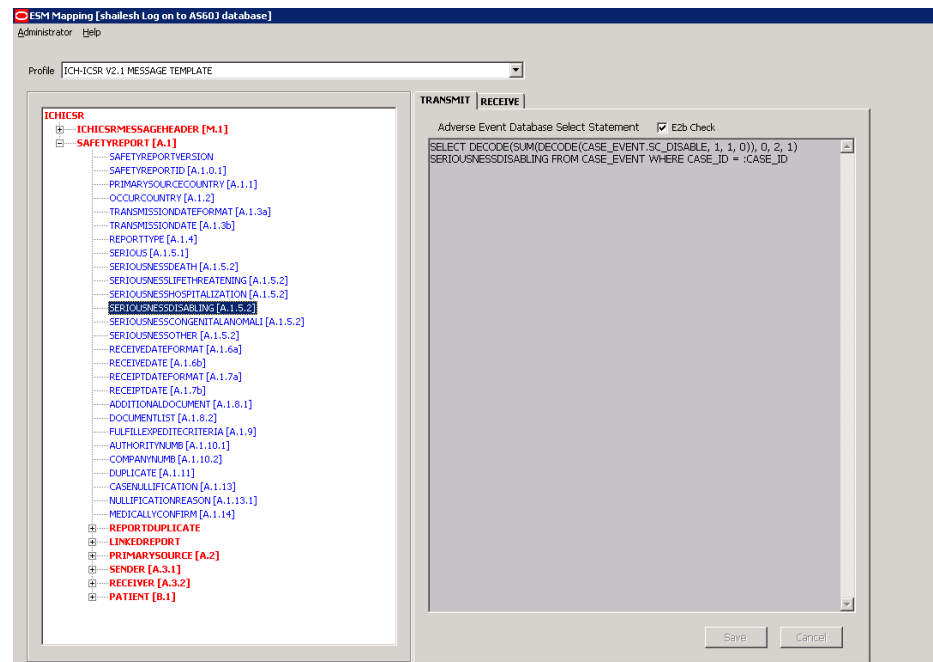 ESM Mapping [shailesh Log on to AS60J database]
Administrator Help
Profile ICH-ICSR V2.1 MESSAGE TEMPLATE
ICHICSR
ICHICSRMESSAGEHEADER [M.1]
SAFETYREPORT [A.1]
SAFETYREPORTVERSION
SAFETYREPORTID [A.1.0.1]
PRIMARYSOURCECOUNTRY [A.1.1]
OCCURCOUNTRY [A.1.2]
TRANSMISSIONDATEFORMAT [A.1.3a]
TRANSMISSIONDATE [A.1.3b]
REPORTTYPE [A.1.4]
SERIOUS [A.1.5.1]
SERIOUSNESSDEATH [A.1.5.2]
SERIOUSNESSLIFETHREATENING [A.1.5.2]
SERIOUSNESSHOSPITALIZATION [A.1.5.2]
SERIOUSNESSDISABLING [A.1.5.2]
SERIOUSNESSCONGENITALANOMALI [A.1.5.2]
SERIOUSNESSOTHER [A.1.5.2]
RECEIVEDATEFORMAT [A.1.6a]
RECEIVEDATE [A.1.6b]
RECEIPTDATEFORMAT [A.1.7a]
RECEIPTDATE [A.1.7b]
ADDITIONALDOCUMENT [A.1.8.1]
DOCUMENTLIST [A.1.8.2]
FULFILLEXPEDITECRITERIA [A.1.9]
AUTHORITYNUMB [A.1.10.1]
COMPANYNUMB [A.1.10.2]
DUPLICATE [A.1.11]
CASENULLIFICATION [A.1.13]
NULLIFICATIONREASON [A.1.13.1]
MEDICALLYCONFIRM [A.1.14]
REPORTDUPLICATE
LINKEDREPORT
PRIMARYSOURCE [A.2]
SENDER [A.3.1]
RECEIVER [A.3.2]
PATIENT [B.1]
TRANSMIT RECEIVE
Adverse Event Database Select Statement E2b Check
SELECT DECODE(SUM(DECODE(CASE_EVENT.SC_DISABLE, 1, 1, 0)), 0, 2, 1)
SERIOUSNESSDISABLING FROM CASE_EVENT WHERE CASE_ID = :CASE_ID
Save Cancel